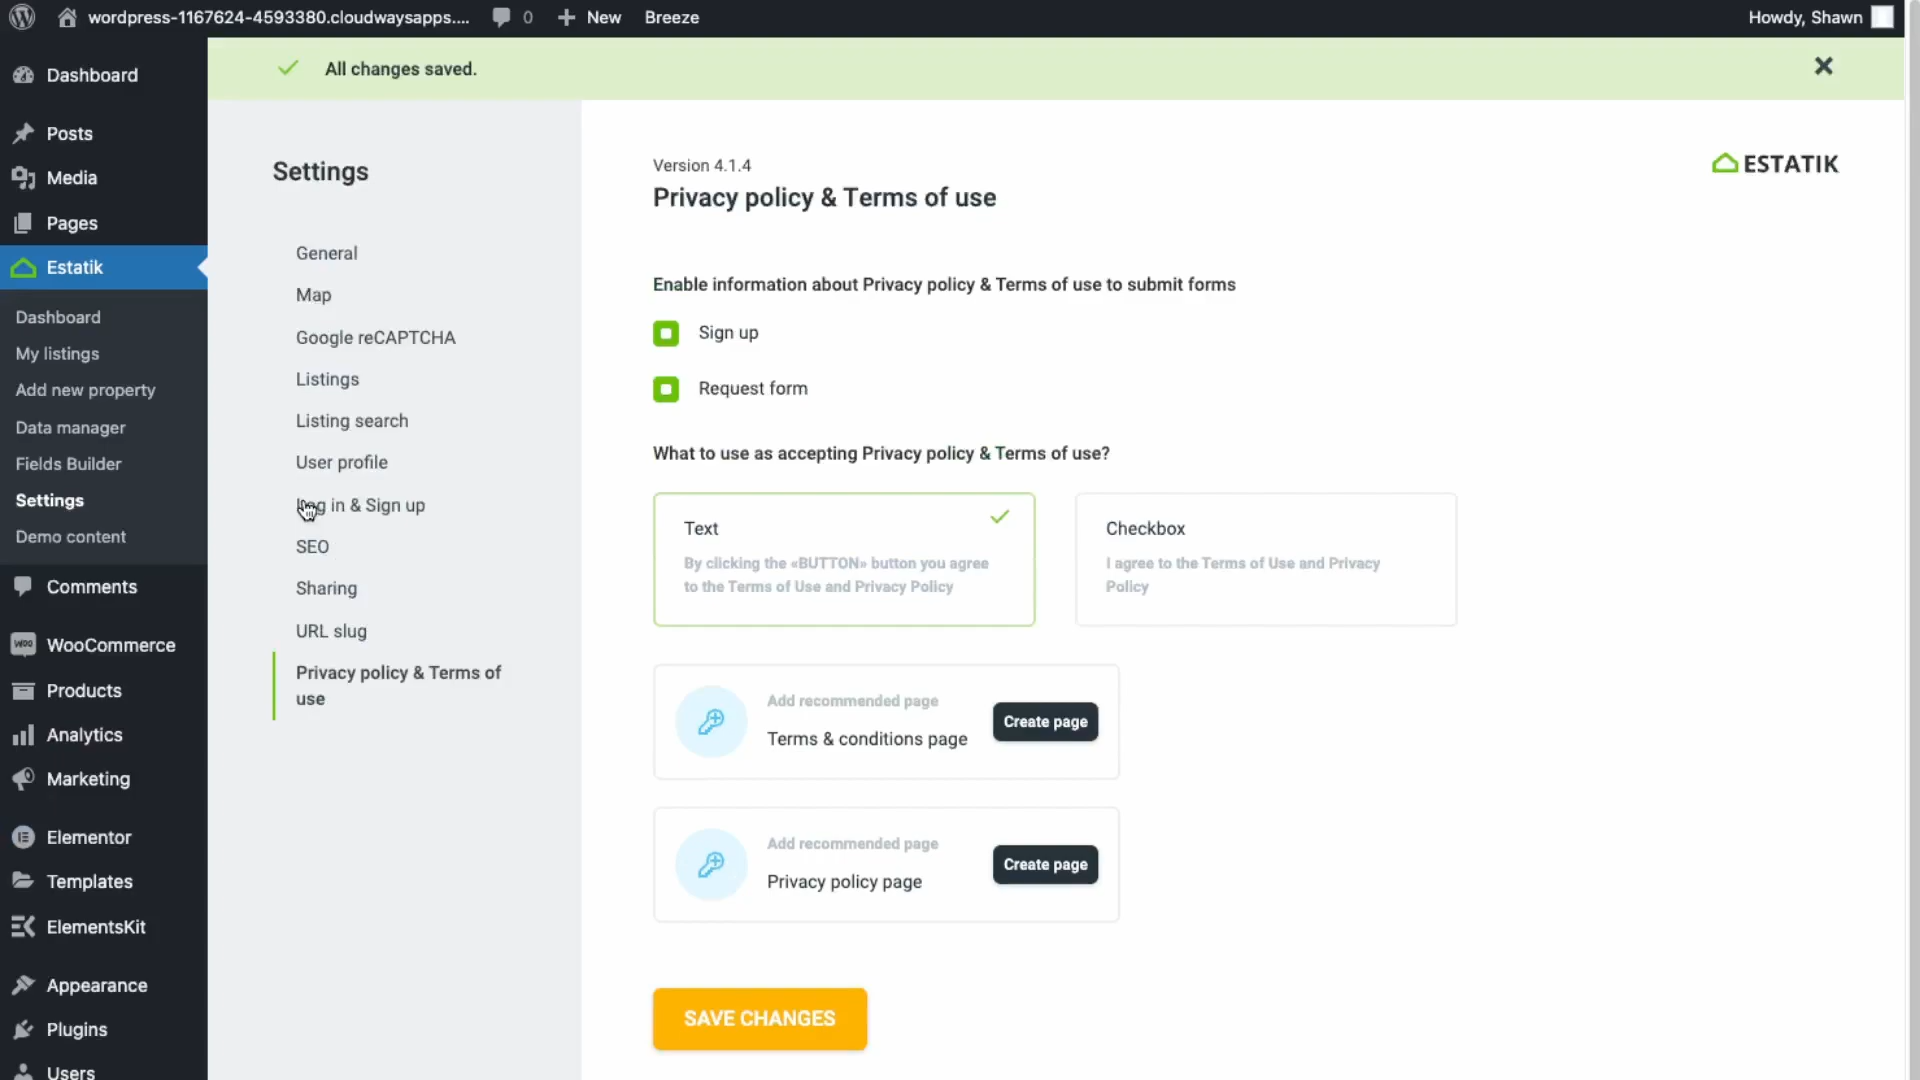 wordpress-1167624-4593380.cloudwaysapps....
0
New
Breeze
Howdy, Shawn
Dashboard
Posts
Media
Pages
Estatik
Dashboard
My listings
Add new property
Data manager
Fields Builder
Settings
Demo content
Comments
WOO
WooCommerce
Products
Analytics
Marketing
Elementor
Templates
ElementsKit
Appearance
Plugins
Users
All changes saved.
Settings
General
Map
Google reCAPTCHA
Listings
Listing search
User profile
Log in & Sign up
SEO
Sharing
URL slug
Privacy policy & Terms of
use
Version 4.1.4
Privacy policy & Terms of use
ESTATIK
Enable information about Privacy policy & Terms of use to submit forms
Sign up
Request form
What to use as accepting Privacy policy & Terms of use?
Text
By clicking the «BUTTON» button you agree
to the Terms of Use and Privacy Policy
Checkbox
I agree to the Terms of Use and Privacy
Policy
Add recommended page
Terms & conditions page
Create page
Add recommended page
Privacy policy page
Create page
SAVE CHANGES